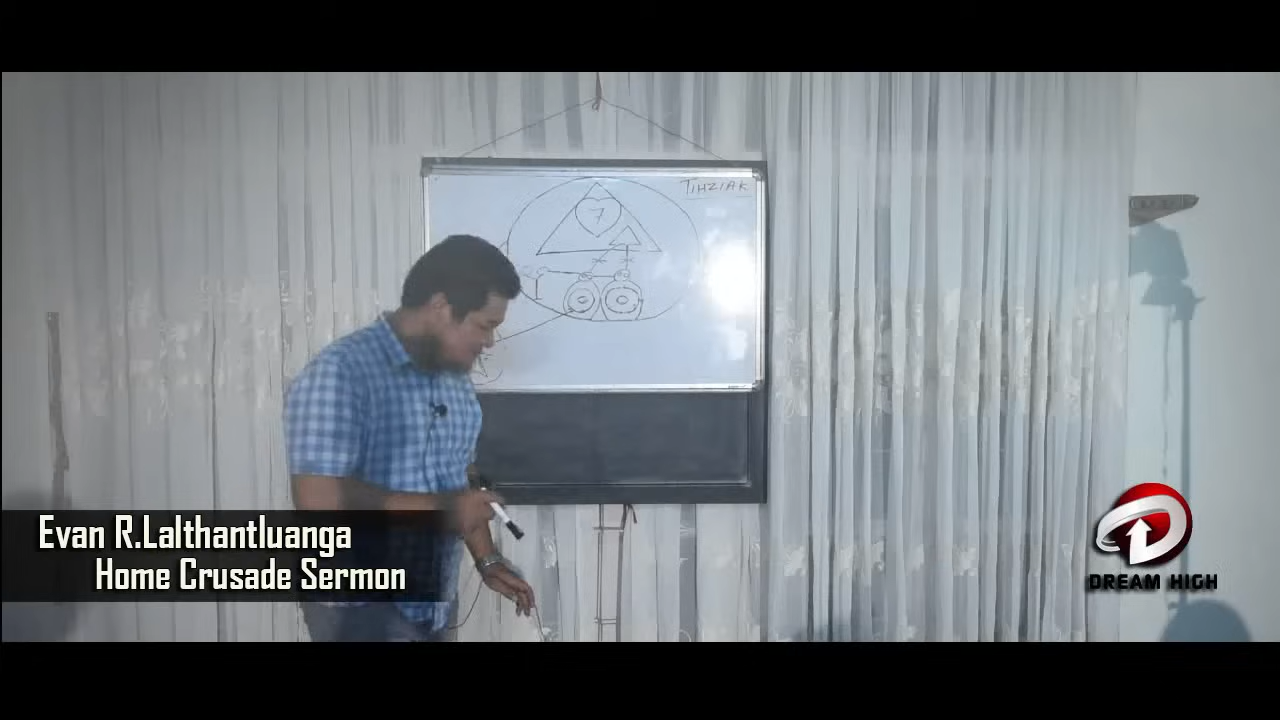 TIHZIAK
7
Evan R.Lalthantluanga
Home Crusade Sermon
DREAM HIGH